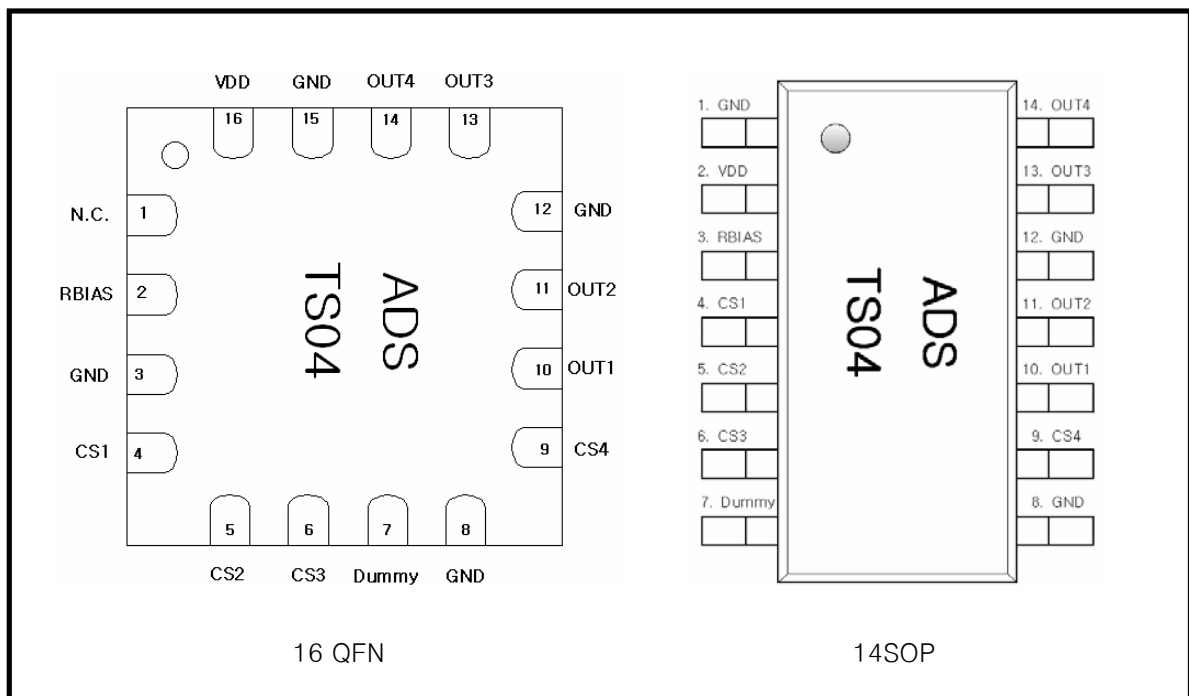 VDD GND OUT4 OUT3
16 15 14 13
N.C. 1
RBIAS 2
GND 3
CS1 4
12 GND
11 OUT2
10 OUT1
9 CS4
5 6 7 8
CS2 CS3 Dummy GND
ADS
TS04
16 QFN
1. GND
2. VDD
3. RBIAS
4. CS1
5. CS2
6. CS3
7. Dummy
14. OUT4
13. OUT3
12. GND
11. OUT2
10. OUT1
9. CS4
8. GND
ADS
TS04
14SOP